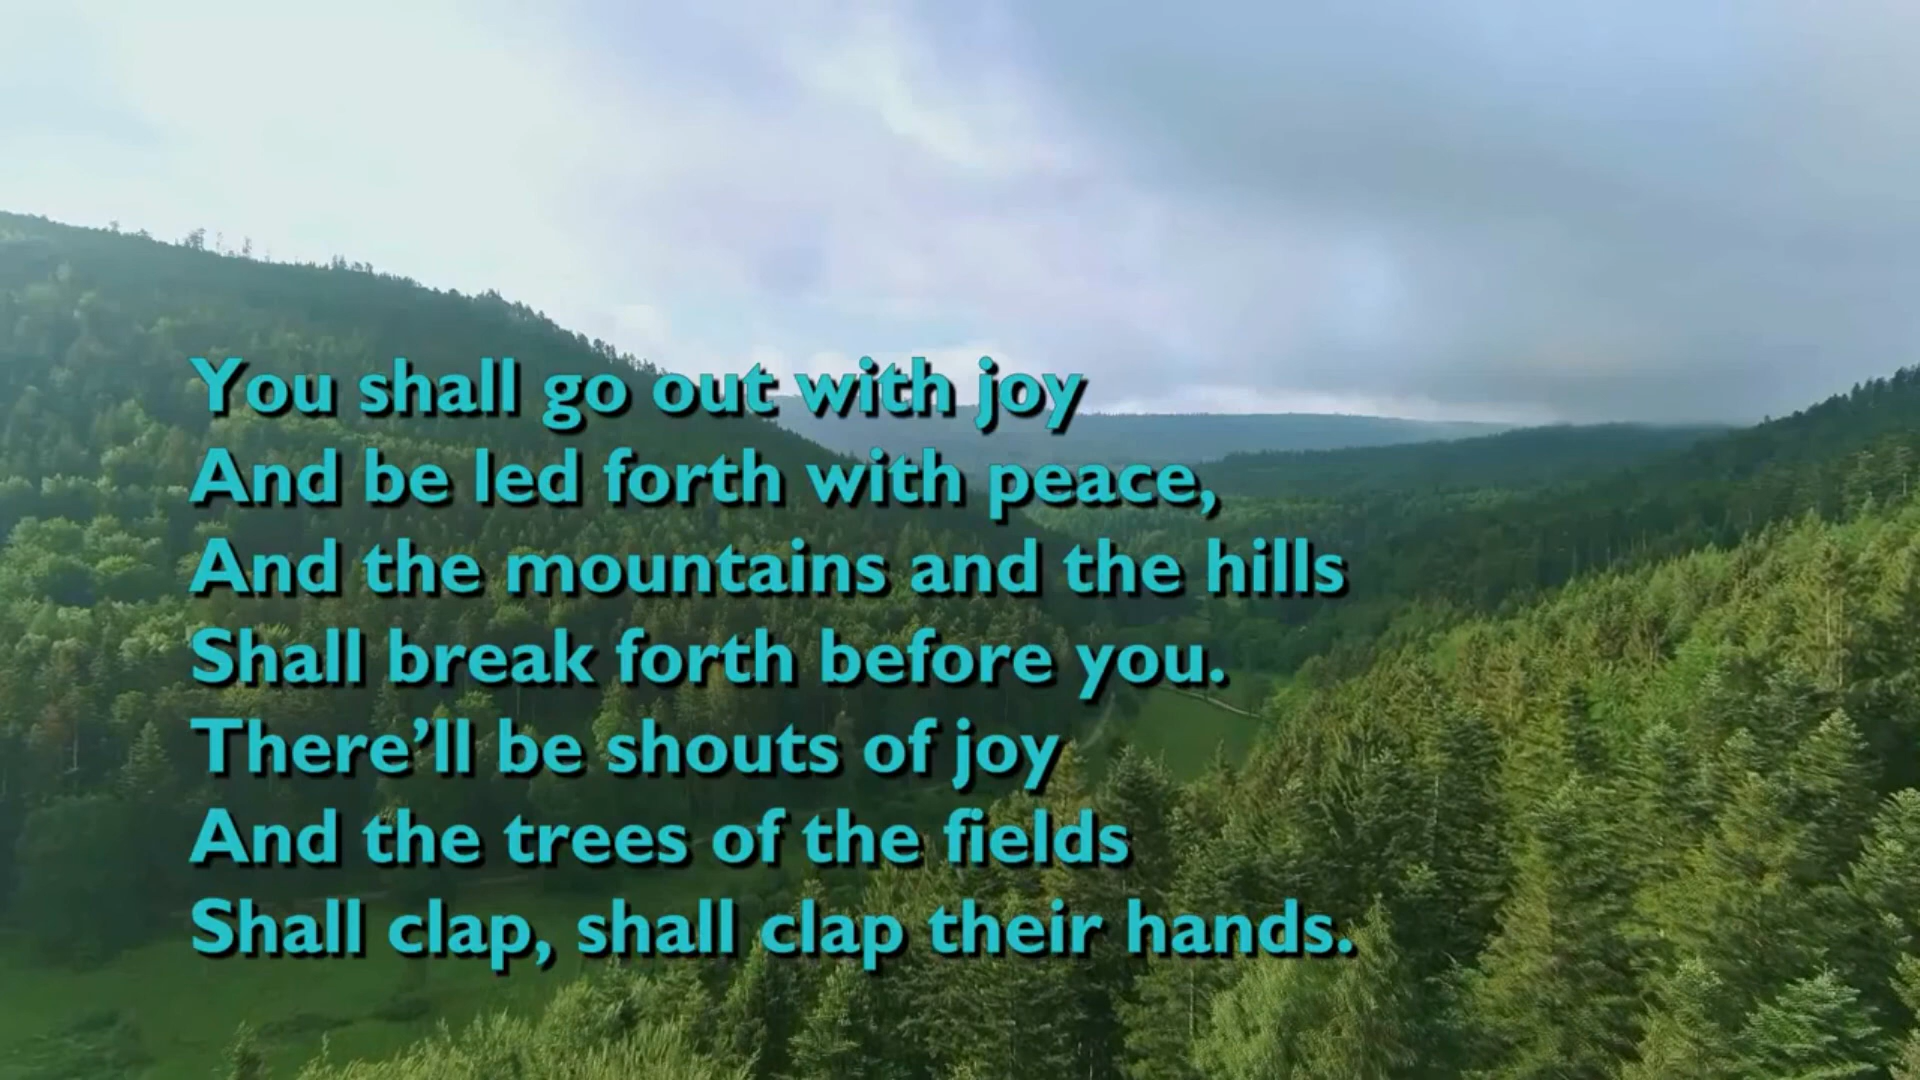 You shall go out with joy
And be led forth with peace,
And the mountains and the hills
Shall break forth before you.
There’ll be shouts of joy
And the trees of the fields
Shall clap, shall clap their hands.